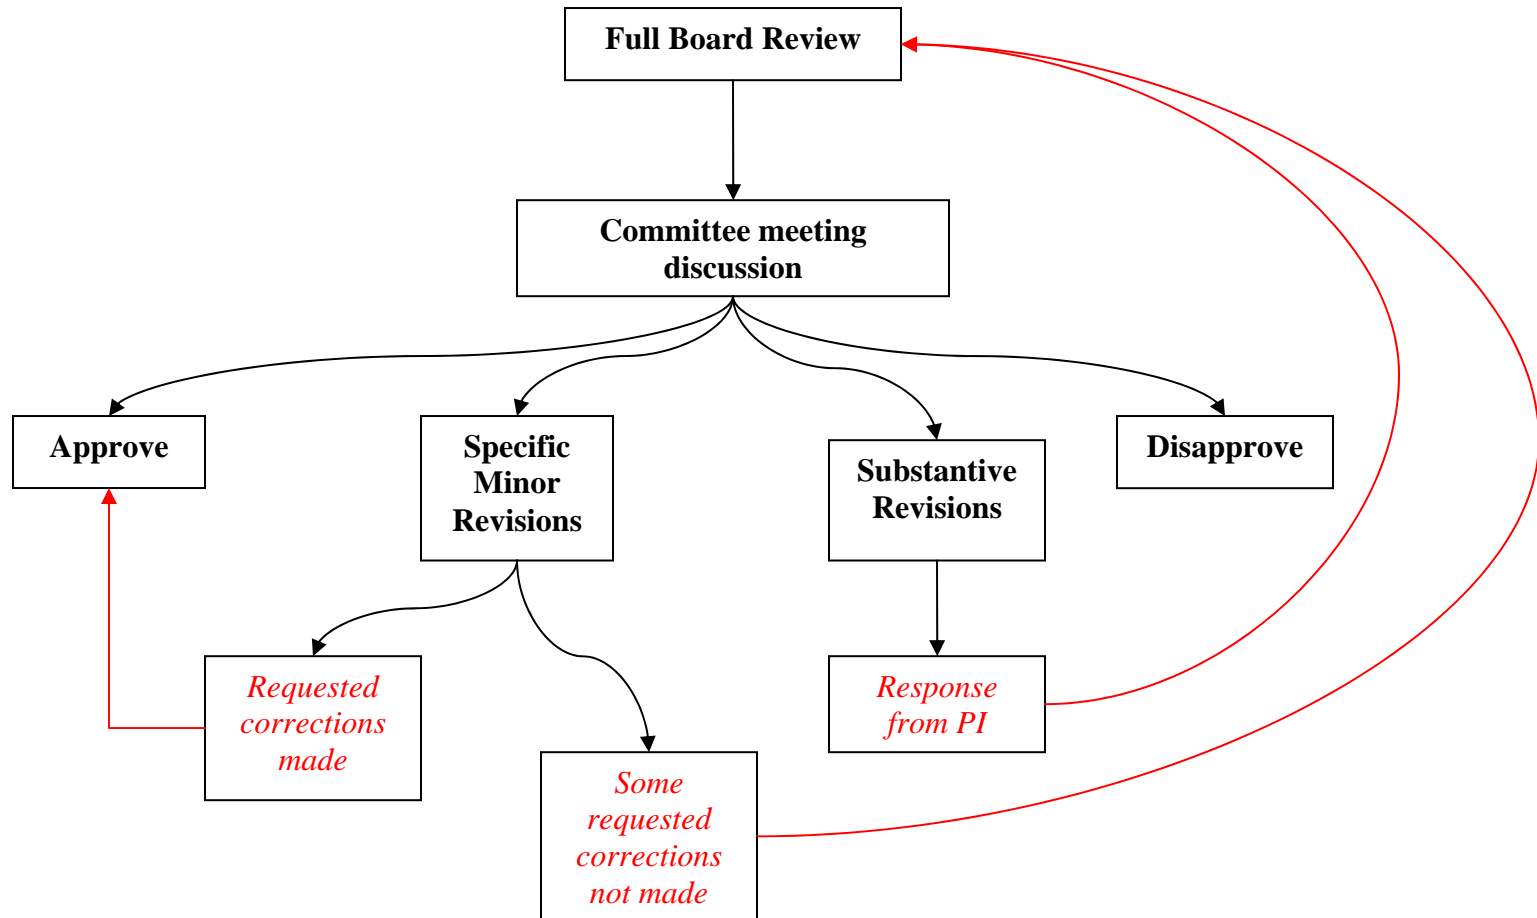 Full Board Review
Committee meeting
discussion
Approve
Specific
Minor
Revisions
Substantive
Revisions
Disapprove
Requested
corrections
made
Some
requested
corrections
not made
Response
from PI